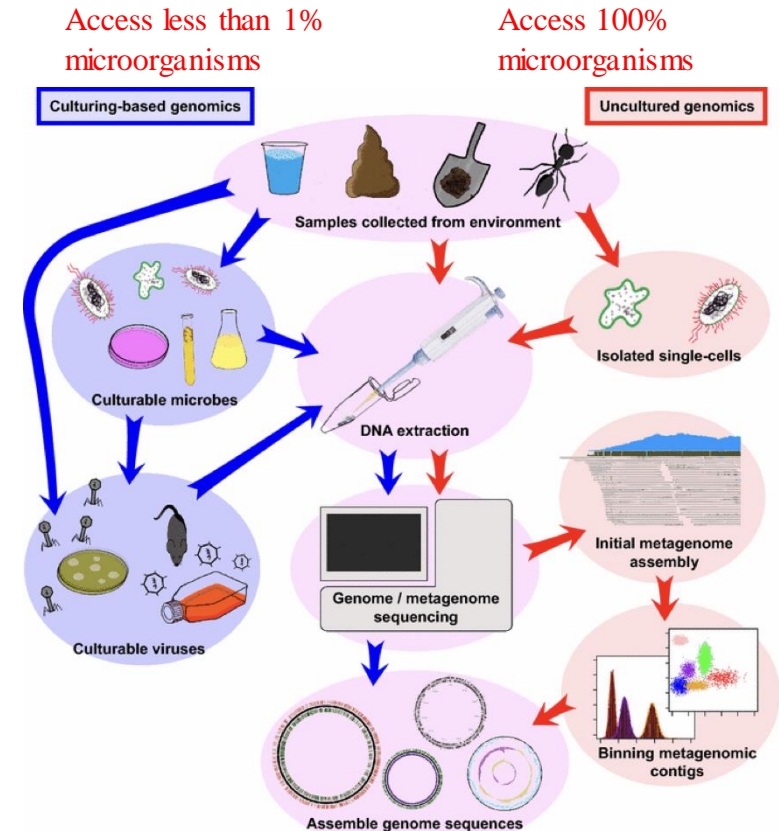 Access less than 1%
microorganisms
Access 100%
microorganisms
Culturing-based genomics
Uncultured genomics
Samples collected from environment
Culturable microbes
Isolated single-cells
DNA extraction
Initial metagenome
assembly
Genome / metagenome
sequencing
Culturable viruses
Binning metagenomic
contigs
Assemble genome sequences